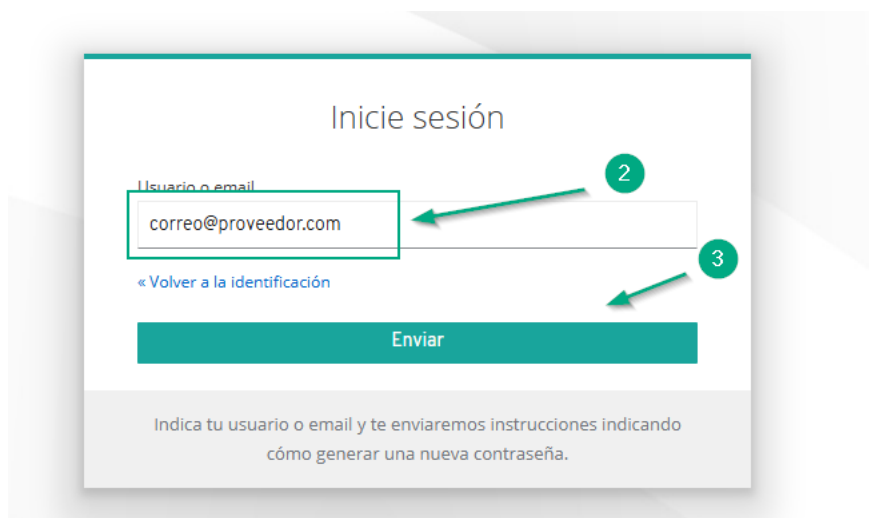 Inicie sesión
2
Usuario o email
correo@proveedor.com
3
« Volver a la identificación
Enviar
Indica tu usuario o email y te enviaremos instrucciones indicando
cómo generar una nueva contraseña.